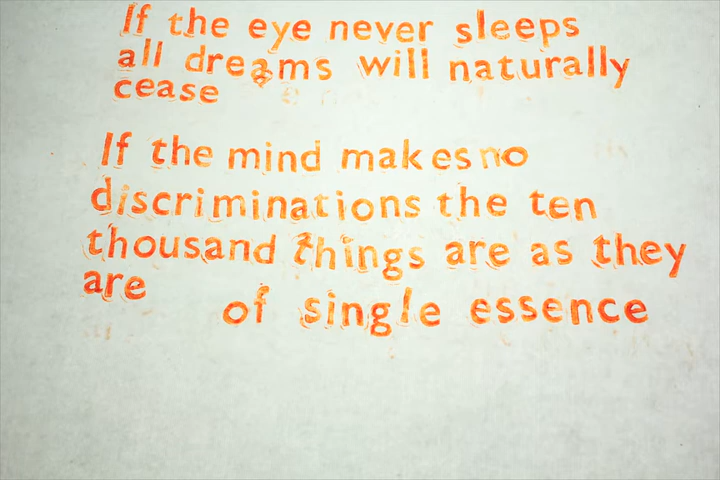 If the eye never sleeps
all dreams will naturally
cease
If the mind makes no
discriminations the ten
thousand things are as they
are
of single essence